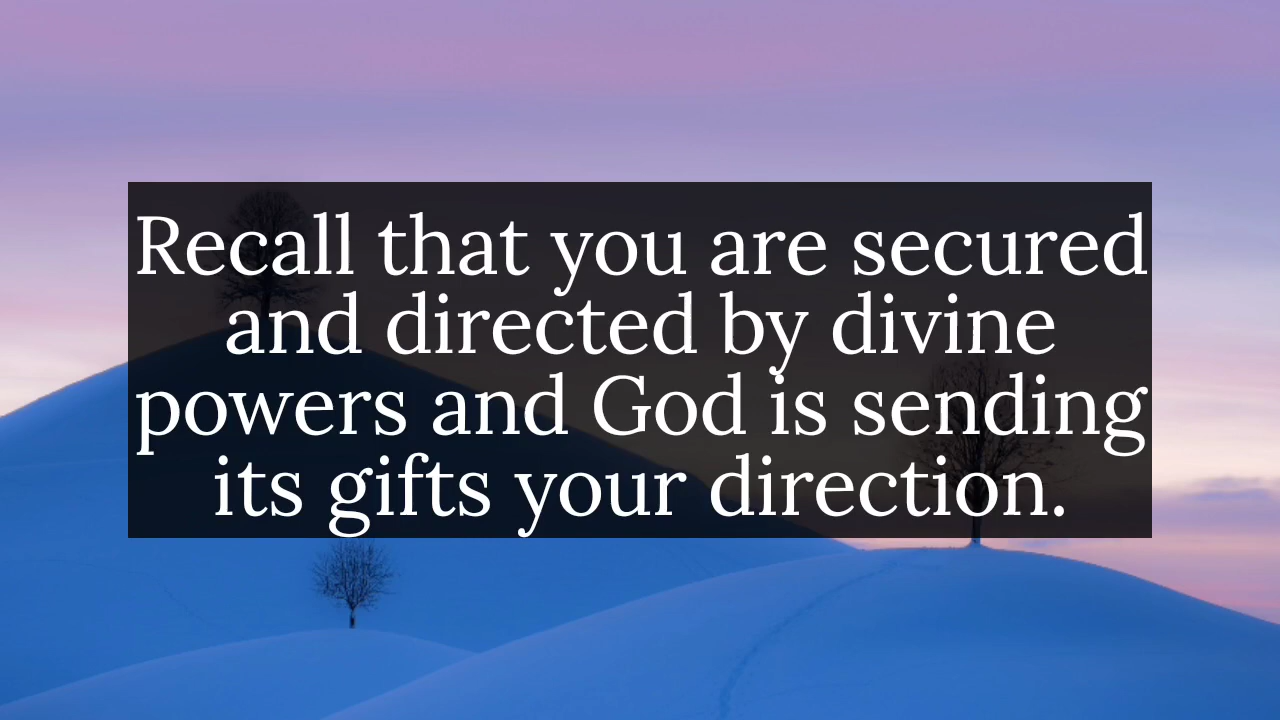 Recall that you are secured
and directed by divine
powers and God is sending
its gifts your direction.